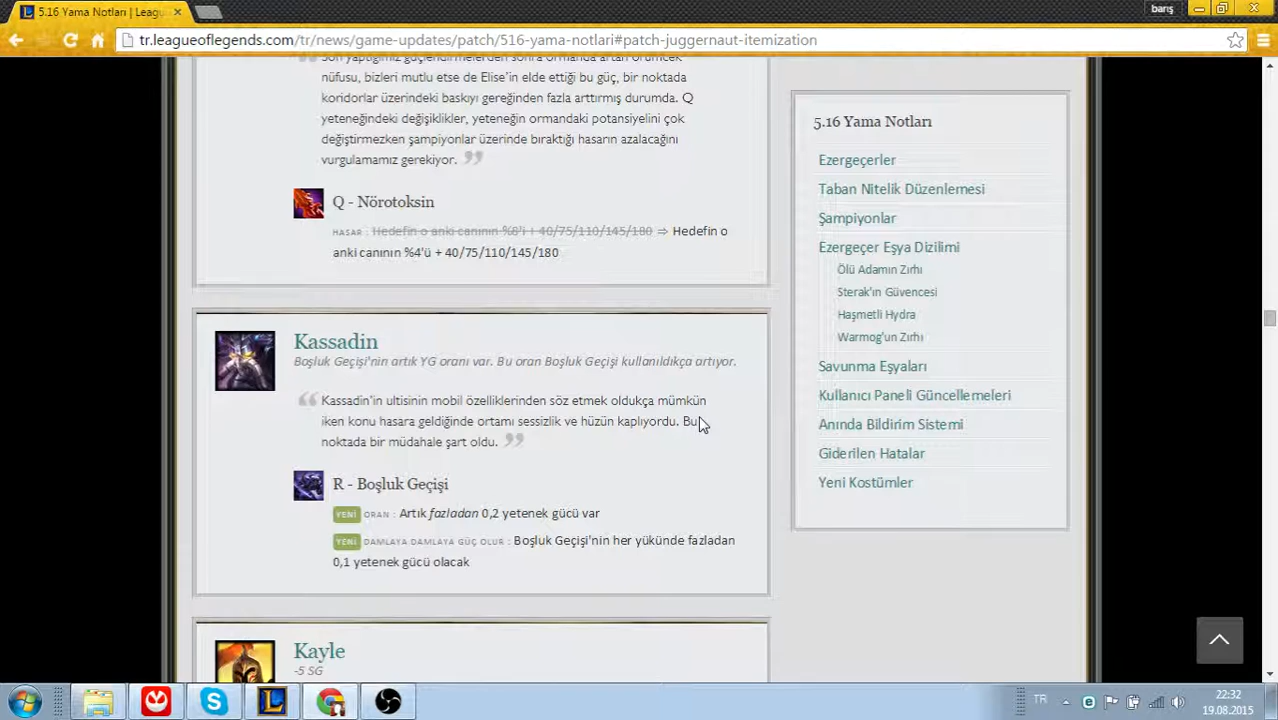 5.16 Yama Notları | Leagu
barış
tr.leagueoflegends.com/tr/news/game-updates/patch/516-yama-notlari#patch-juggernaut-itemization
Son yaptığımız güçlendirmelerden sonra ormanda artan örümcek
nüfusu, bizleri mutlu etse de Elise'in elde ettiği bu güç, bir noktada
koridorlar üzerindeki baskıyı gereğinden fazla arttırmış durumda. Q
yeteneğindeki değişiklikler, yeteneğin ormandaki potansiyelini çok
değiştirmezken şampiyonlar üzerinde bıraktığı hasarın azalacağını
vurgulamamız gerekiyor.
Q - Nörotoksin
HASAR : Hedefin o anki canının %8'i + 40/75/110/145/180 ⇒ Hedefin o
anki canının %4'ü + 40/75/110/145/180
Kassadin
Boşluk Geçişi'nin artık YG oranı var. Bu oran Boşluk Geçişi kullanıldıkça artıyor.
Kassadin'in ultisinin mobil özelliklerinden söz etmek oldukça mümkün
iken konu hasara geldiğinde ortamı sessizlik ve hüzün kaplıyordu. Bu
noktada bir müdahale şart oldu.
R - Boşluk Geçişi
YENİ ORAN : Artık fazladan 0,2 yetenek gücü var
YENİ DAMLAYA DAMLAYA GÜÇ OLUR : Boşluk Geçişi'nin her yükünde fazladan
0,1 yetenek gücü olacak
Kayle
-5 SG
5.16 Yama Notları
Ezergeçerler
Taban Nitelik Düzenlemesi
Şampiyonlar
Ezergeçer Eşya Dizilimi
Ölü Adamın Zırhı
Sterak'ın Güvencesi
Haşmetli Hydra
Warmog'un Zırhı
Savunma Eşyaları
Kullanıcı Paneli Güncellemeleri
Anında Bildirim Sistemi
Giderilen Hatalar
Yeni Kostümler
TR
22:32
19.08.2015